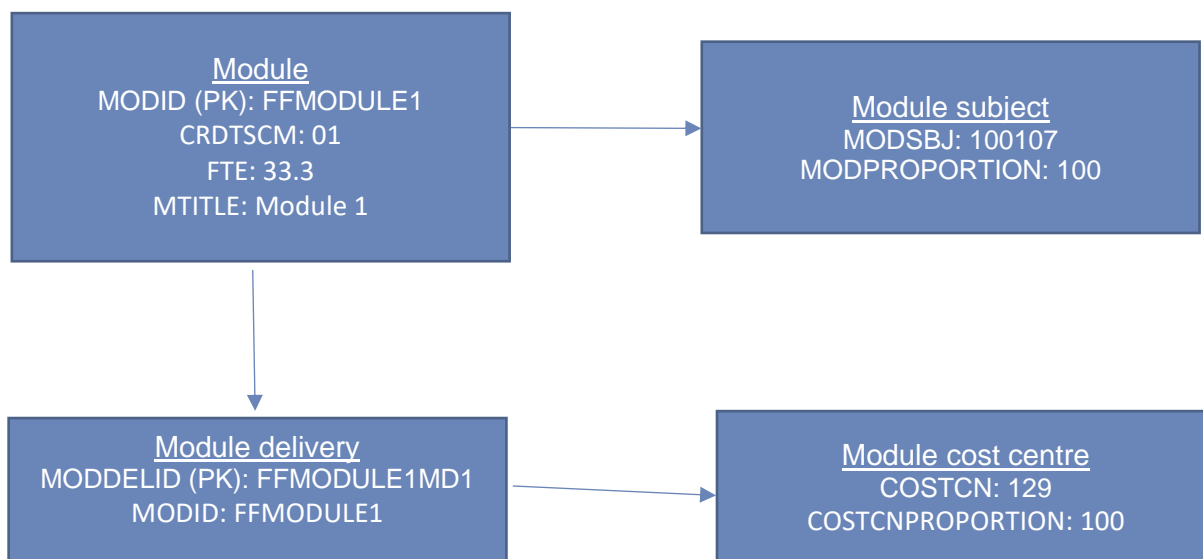 Module
MODID (PK): FFMODULE1
CRDTSCM: 01
FTE: 33.3
MTITLE: Module 1
Module subject
MODSBJ: 100107
MODPROPORTION: 100
Module delivery
MODDELID (PK): FFMODULE1MD1
MODID: FFMODULE1
Module cost centre
COSTCN: 129
COSTCNPROPORTION: 100